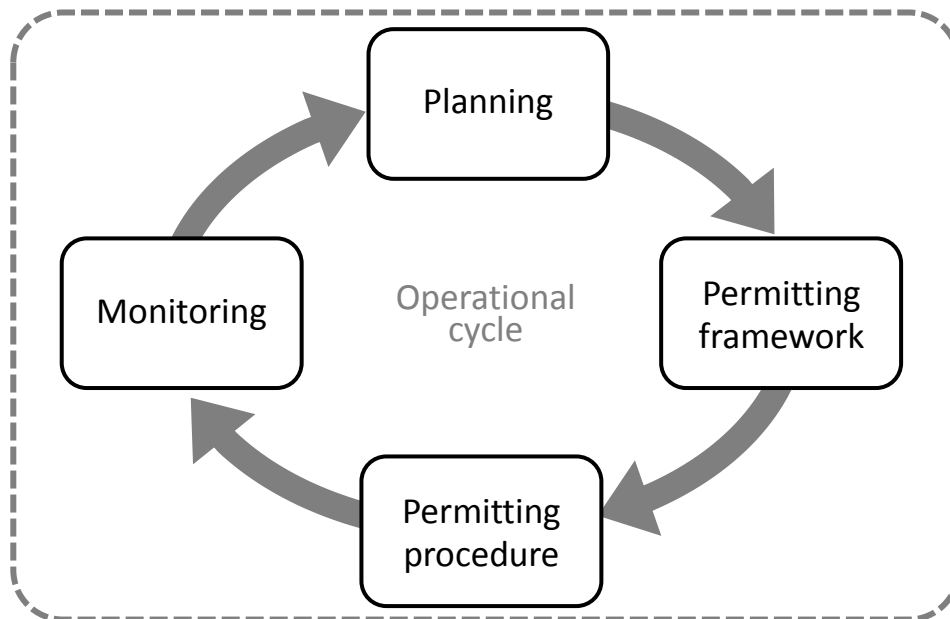 Planning
Permitting
framework
Permitting
procedure
Monitoring
Operational
cycle